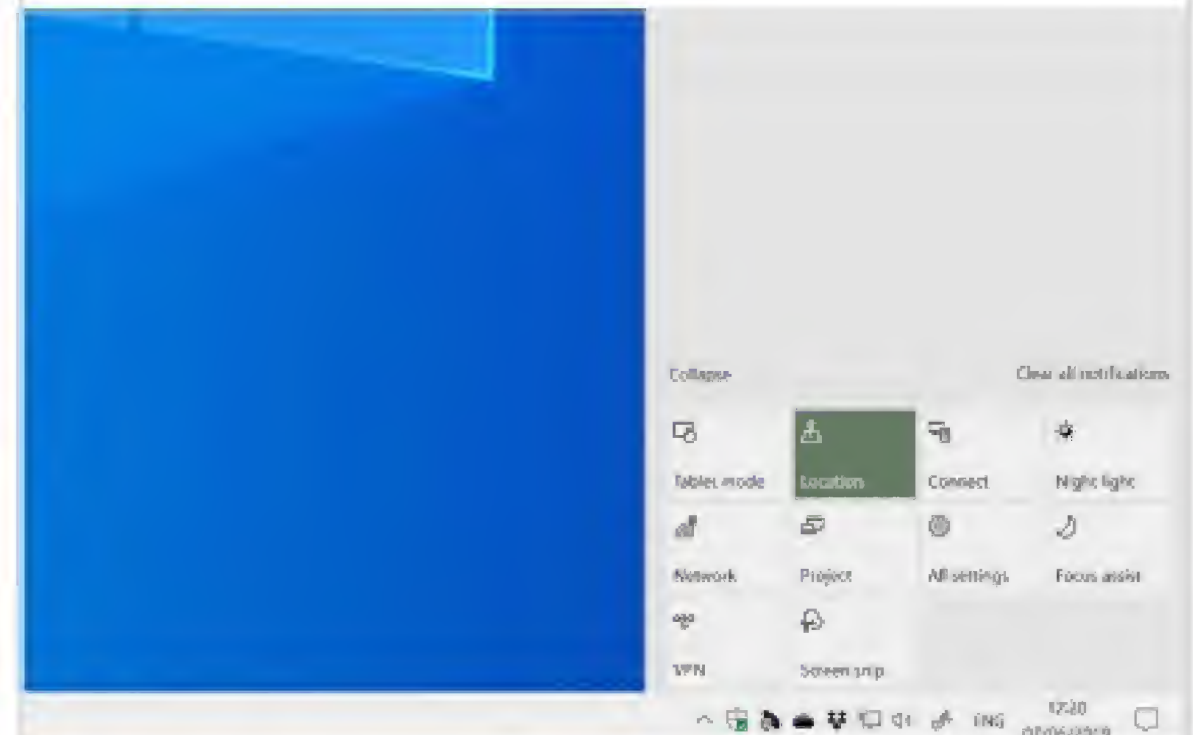 Collapse Clear all notifications
Tablet mode Location Connect Night light
Network Project All settings Focus assist
VPN Screen snip
ENG 12:20